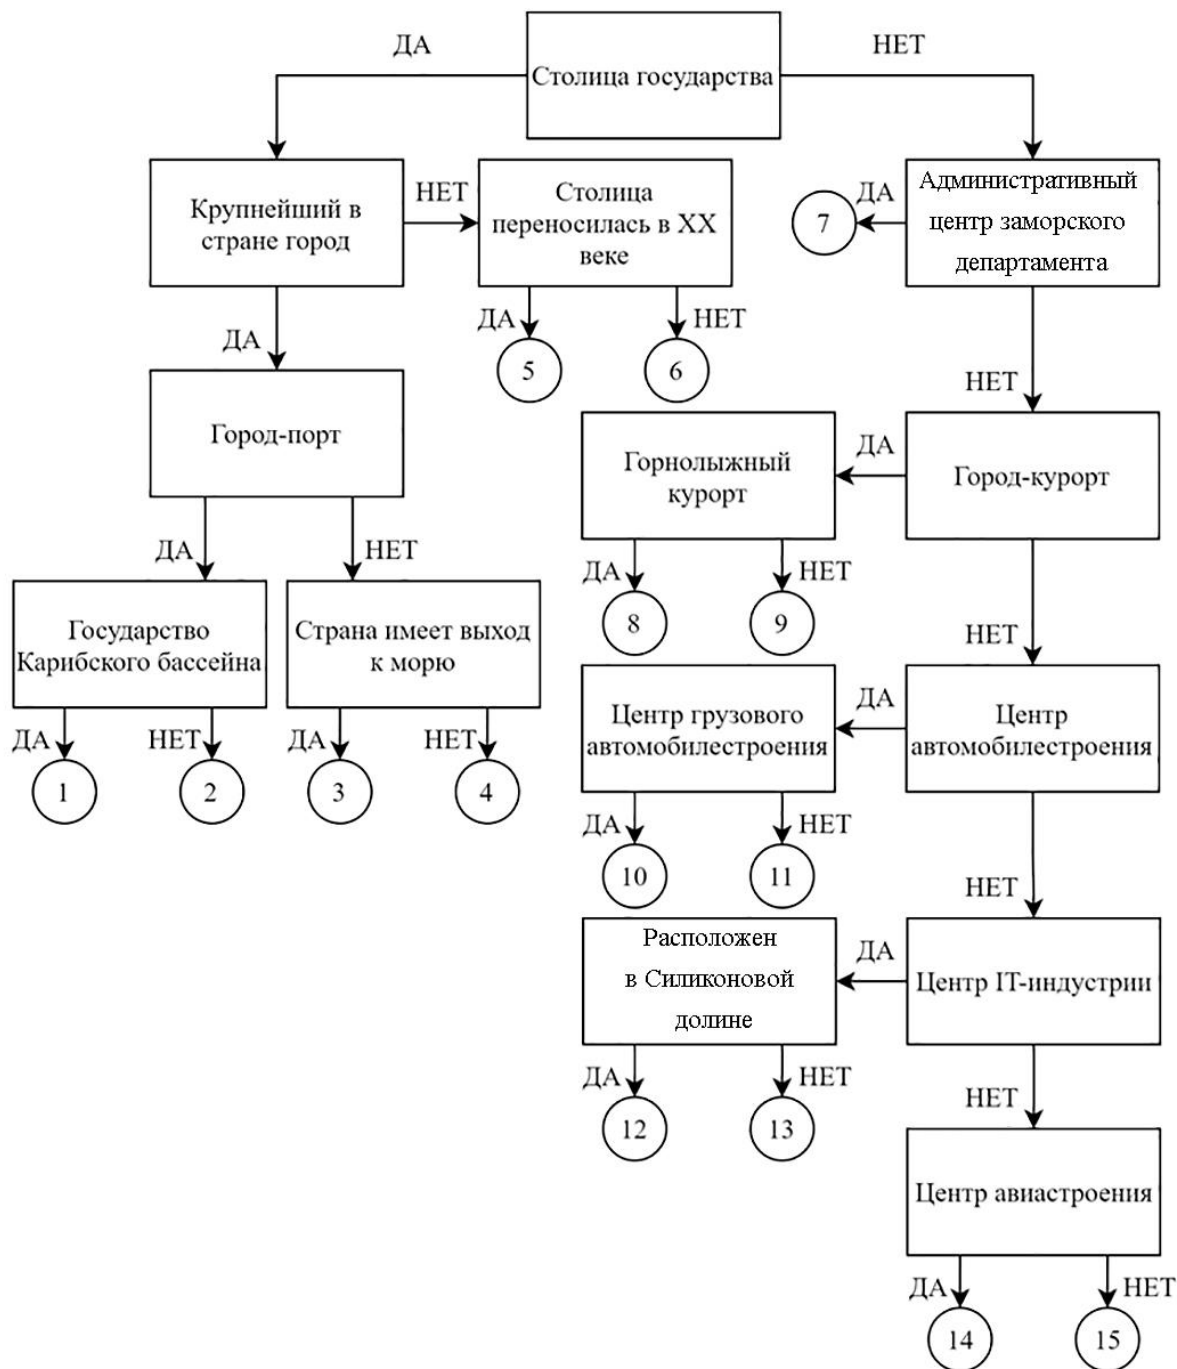 ДА
НЕТ
Столица государства
Крупнейший в
стране город
НЕТ
Столица
переносилась в XX
веке
7
ДА
Административный
центр заморского
департамента
ДА
ДА
НЕТ
5
6
НЕТ
Город-порт
Горнолыжный
курорт
ДА
Город-курорт
ДА
НЕТ
ДА
НЕТ
8
9
НЕТ
Государство
Карибского бассейна
Страна имеет выход
к морю
ДА
НЕТ
ДА
НЕТ
1
2
3
4
Центр грузового
автомобилестроения
ДА
Центр
автомобилестроения
ДА
НЕТ
10
11
НЕТ
Расположен
в Силиконовой
долине
ДА
Центр IT-индустрии
ДА
НЕТ
12
13
НЕТ
Центр авиастроения
ДА
НЕТ
14
15